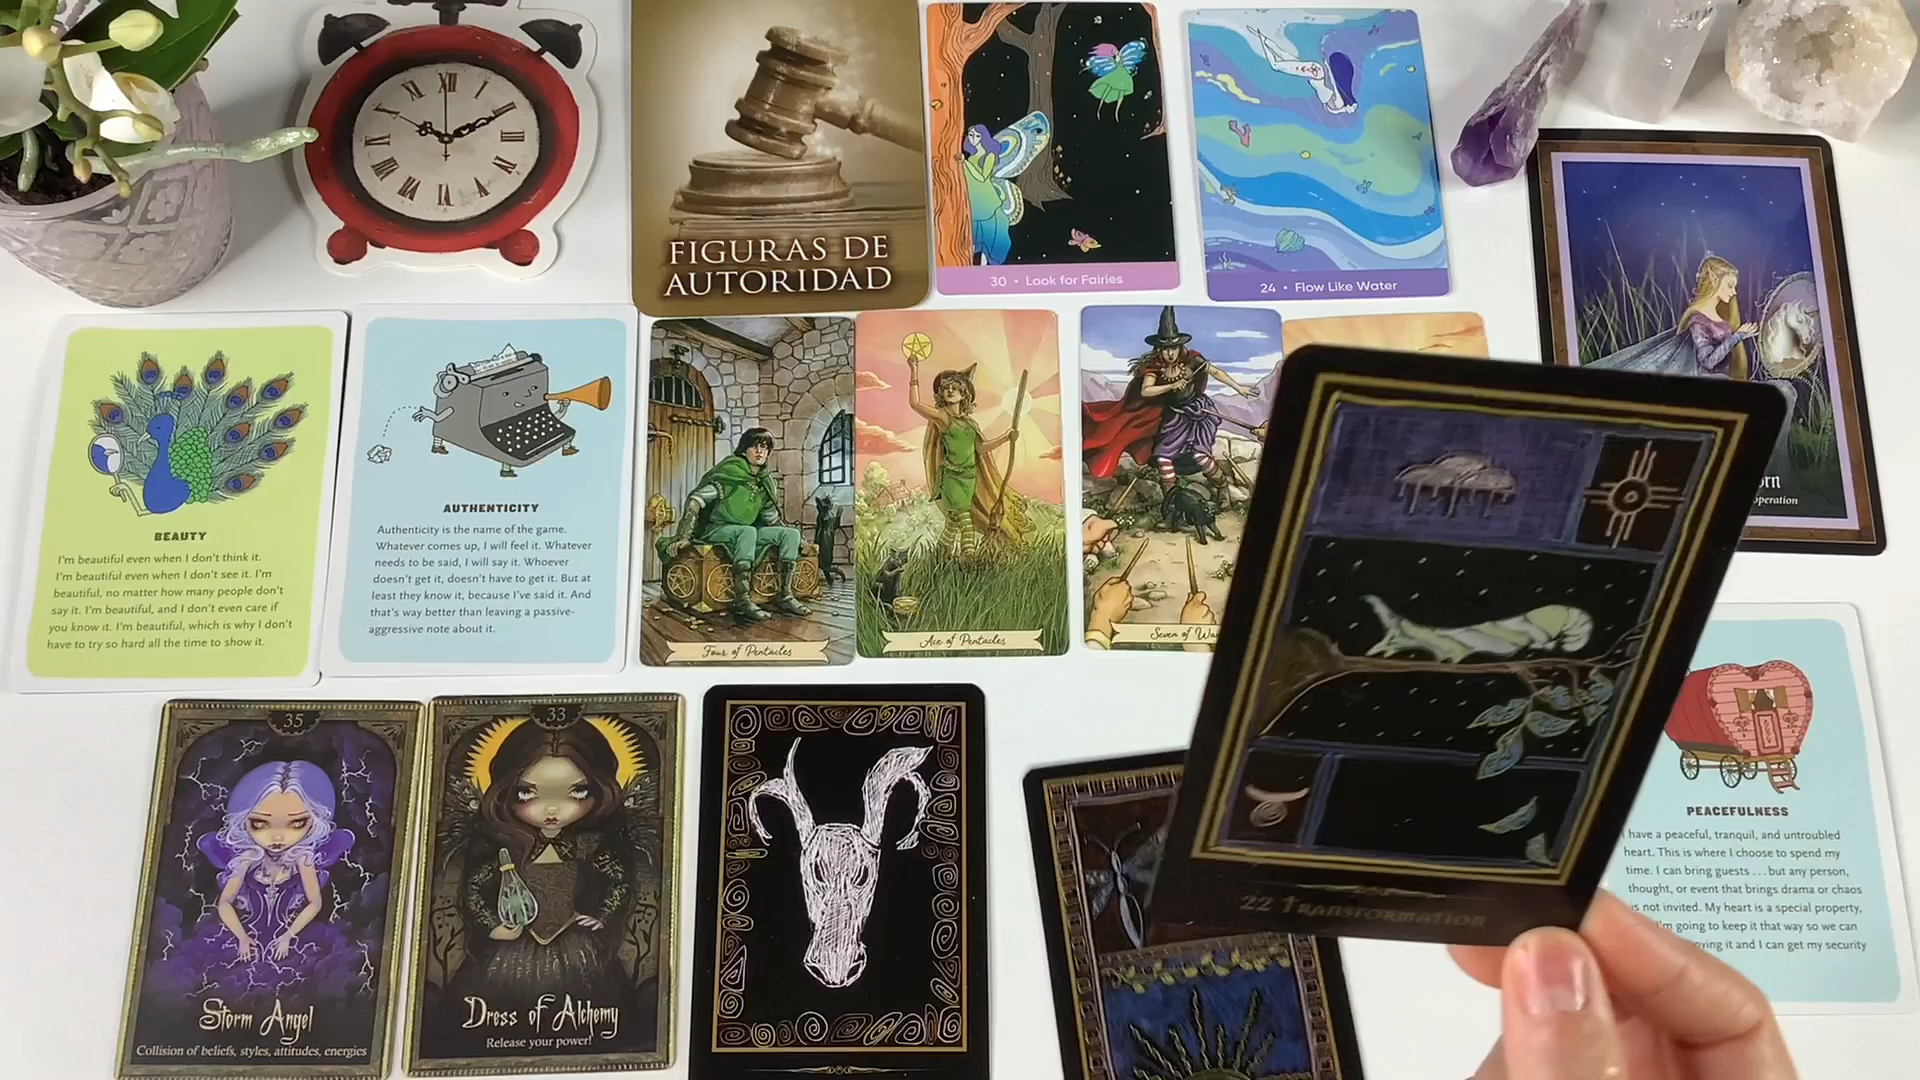 XII
FIGURAS DE
AUTORIDAD
30 • Look for Fairies
24 • Flow Like Water
BEAUTY
I'm beautiful even when I don't think it.
I'm beautiful even when I don't see it. I'm
beautiful, no matter how many people don't
say it. I'm beautiful, and I don't even care if
you know it. I'm beautiful, which is why I don't
have to try so hard all the time to show it.
AUTHENTICITY
Authenticity is the name of the game.
Whatever comes up, I will feel it. Whatever
needs to be said, I will say it. Whoever
doesn't get it, doesn't have to get it. But at
least they know it, because I've said it. And
that's way better than leaving a passive-
aggressive note about it.
Four of Pentacles
Ace of Pentacles
Seven of
22 Transformation
PEACEFULNESS
I have a peaceful, tranquil, and untroubled
heart. This is where I choose to spend my
time. I can bring guests . . . but any person,
thought, or event that brings drama or chaos
is not invited. My heart is a special property,
I'm going to keep it that way so we can
it and I can get my security
35
Storm Angel
Collision of beliefs, styles, attitudes, energies
33
Dress of Alchemy
Release your power!